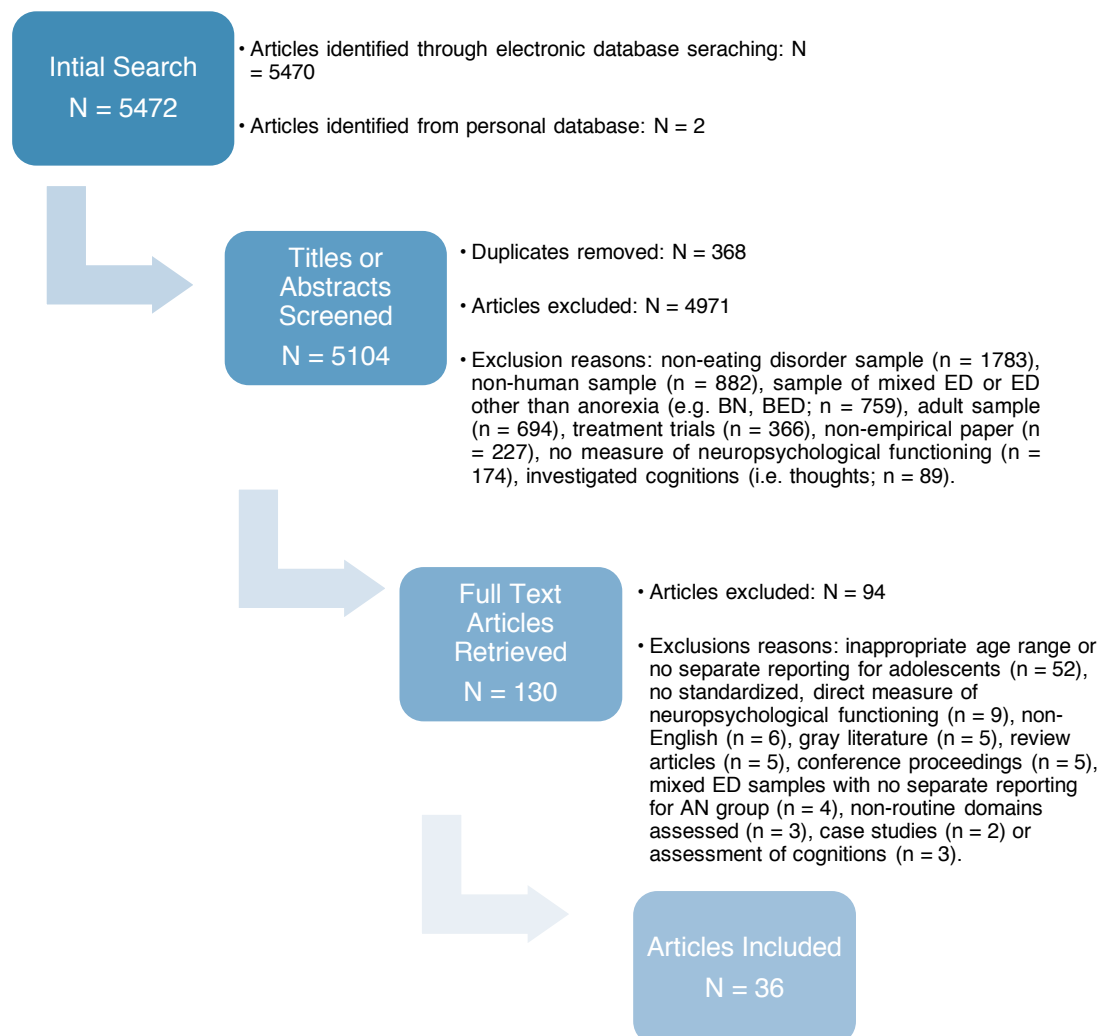 Intial Search
N = 5472
• Articles identified through electronic database seraching: N
= 5470
• Articles identified from personal database: N = 2
Titles or
Abstracts
Screened
N = 5104
• Duplicates removed: N = 368
• Articles excluded: N = 4971
• Exclusion reasons: non-eating disorder sample (n = 1783),
non-human sample (n = 882), sample of mixed ED or ED
other than anorexia (e.g. BN, BED; n = 759), adult sample
(n = 694), treatment trials (n = 366), non-empirical paper (n
= 227), no measure of neuropsychological functioning (n =
174), investigated cognitions (i.e. thoughts; n = 89).
Full Text
Articles
Retrieved
N = 130
• Articles excluded: N = 94
• Exclusions reasons: inappropriate age range or
no separate reporting for adolescents (n = 52),
no standardized, direct measure of
neuropsychological functioning (n = 9), non-
English (n = 6), gray literature (n = 5), review
articles (n = 5), conference proceedings (n = 5),
mixed ED samples with no separate reporting
for AN group (n = 4), non-routine domains
assessed (n = 3), case studies (n = 2) or
assessment of cognitions (n = 3).
Articles Included
N = 36